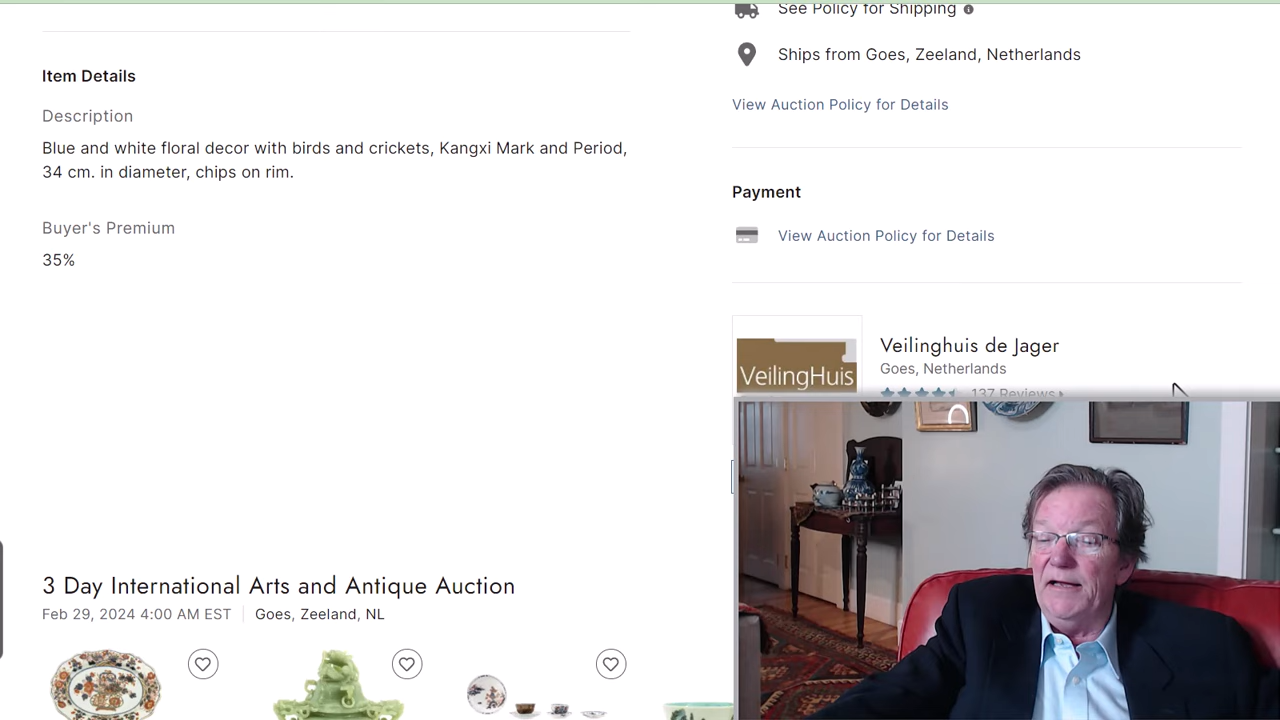 See Policy for Shipping
Ships from Goes, Zeeland, Netherlands
View Auction Policy for Details
Item Details
Description
Blue and white floral decor with birds and crickets, Kangxi Mark and Period,
34 cm. in diameter, chips on rim.
Buyer's Premium
35%
Payment
View Auction Policy for Details
VeilingHuis
Veilinghuis de Jager
Goes, Netherlands
137 Reviews
3 Day International Arts and Antique Auction
Feb 29, 2024 4:00 AM EST
Goes, Zeeland, NL